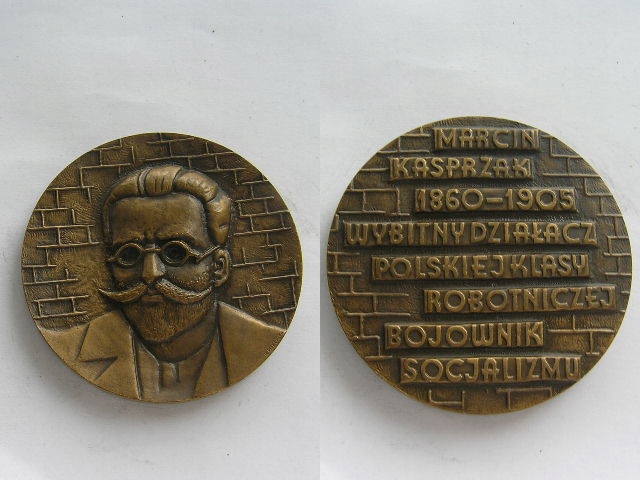 MARCIN
KASPRZAK
1860-1905
WYBITNY DZIAŁACZ
POLSKIEJ KLASY
ROBOTNICZEJ
BOJOWNIK
SOCJALIZMU